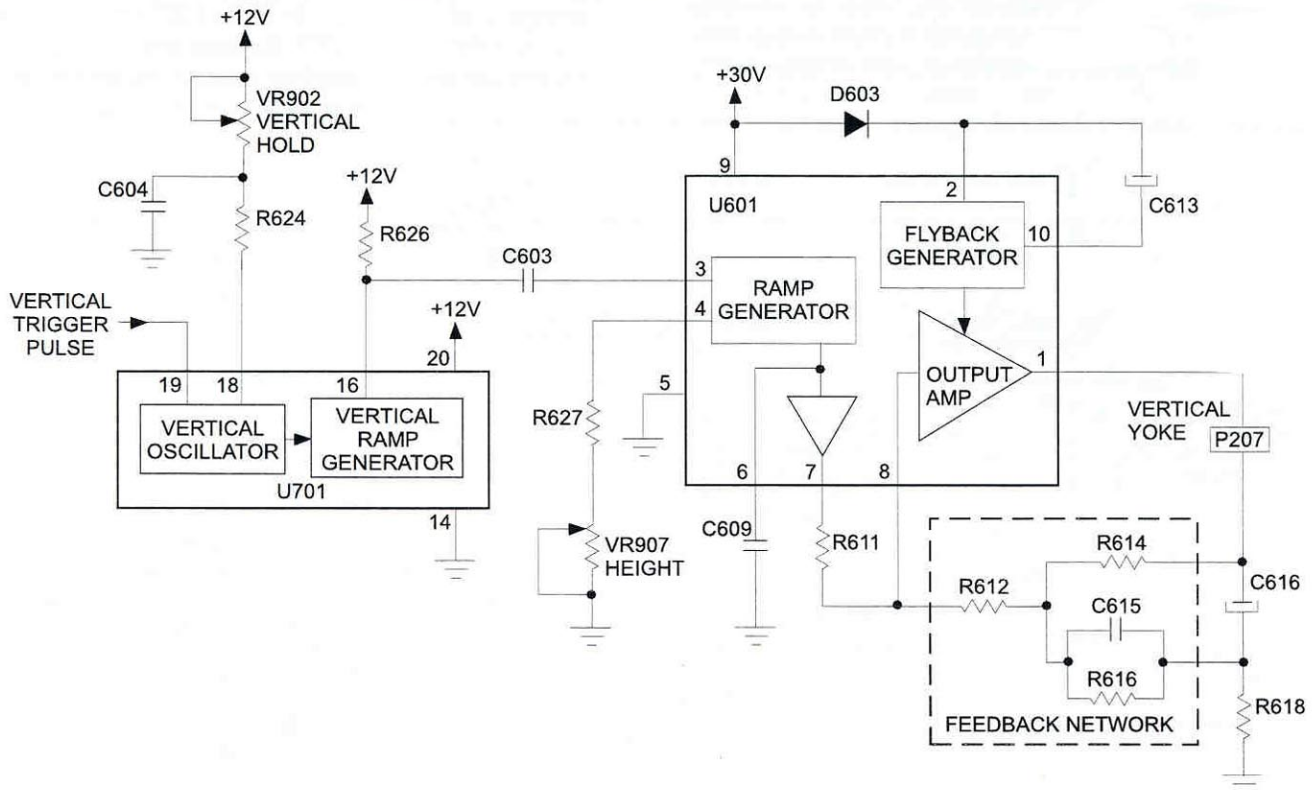 +12V
VR902
VERTICAL
HOLD
C604
R624
+12V
R626
C603
VERTICAL
TRIGGER
PULSE
+12V
20
19
18
16
VERTICAL
OSCILLATOR
VERTICAL
RAMP
GENERATOR
U701
14
+30V
D603
9
2
U601
C613
FLYBACK
GENERATOR
10
3
4
RAMP
GENERATOR
5
OUTPUT
AMP
1
R627
VERTICAL
YOKE
P207
6
7
8
C609
R611
VR907
HEIGHT
R614
R612
C616
C615
R616
R618
FEEDBACK NETWORK